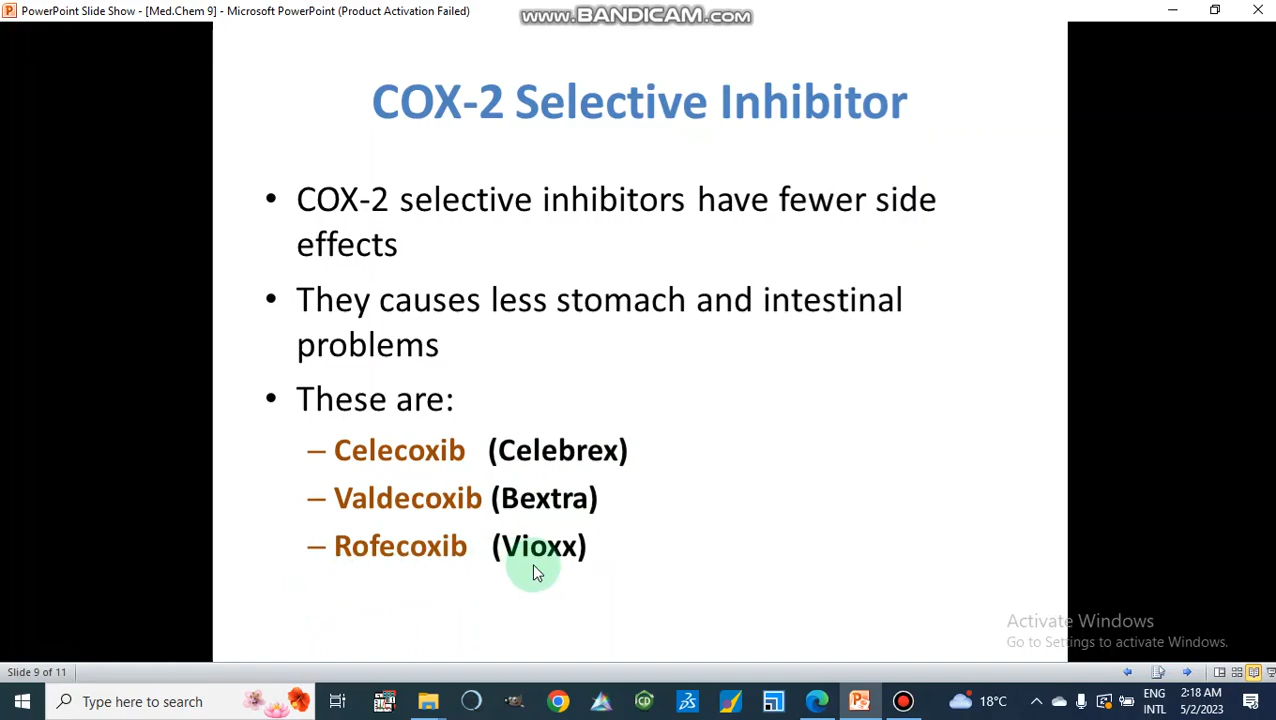 PowerPoint Slide Show - [Med.Chem 9] - Microsoft PowerPoint (Product Activation Failed)
WWW.BANDICAM.COM
COX-2 Selective Inhibitor
• COX-2 selective inhibitors have fewer side
effects
• They causes less stomach and intestinal
problems
• These are:
– Celecoxib (Celebrex)
– Valdecoxib (Bextra)
– Rofecoxib (Vioxx)
Activate Windows
Go to Settings to activate Windows.
Slide 9 of 11
Type here to search
18°C
ENG
INTL
2:18 AM
5/2/2023